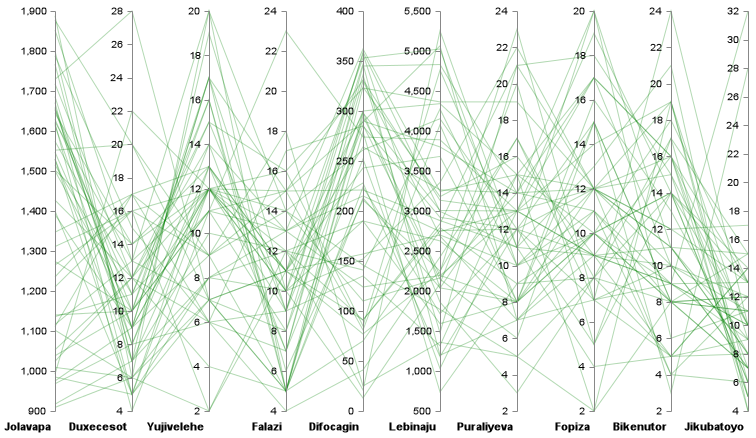 1,900 28 20 24 400 5,500 24 20 24 32
26 22 350 5,000 22 18 22 30
1,800 24 18 20 300 4,500 20 16 20 28
1,700 22 16 18 250 4,000 18 14 18 26
1,600 20 14 16 200 3,500 16 12 16 24
1,500 18 12 14 150 3,000 14 10 14 22
1,400 16 10 12 100 2,500 12 8 12 20
1,300 14 8 10 50 2,000 10 6 10 18
1,200 12 6 8 0 1,500 8 4 8 16
1,100 10 4 6 1,000 6 2 6 14
1,000 8 2 4 500 4 4 12
900 6 2 2 10
4 8
6
4
Jolavapa Duxecesot Yujivelehe Falazi Difocagin Lebinaju Puraliyeva Fopiza Bikenutor Jikubatoyo